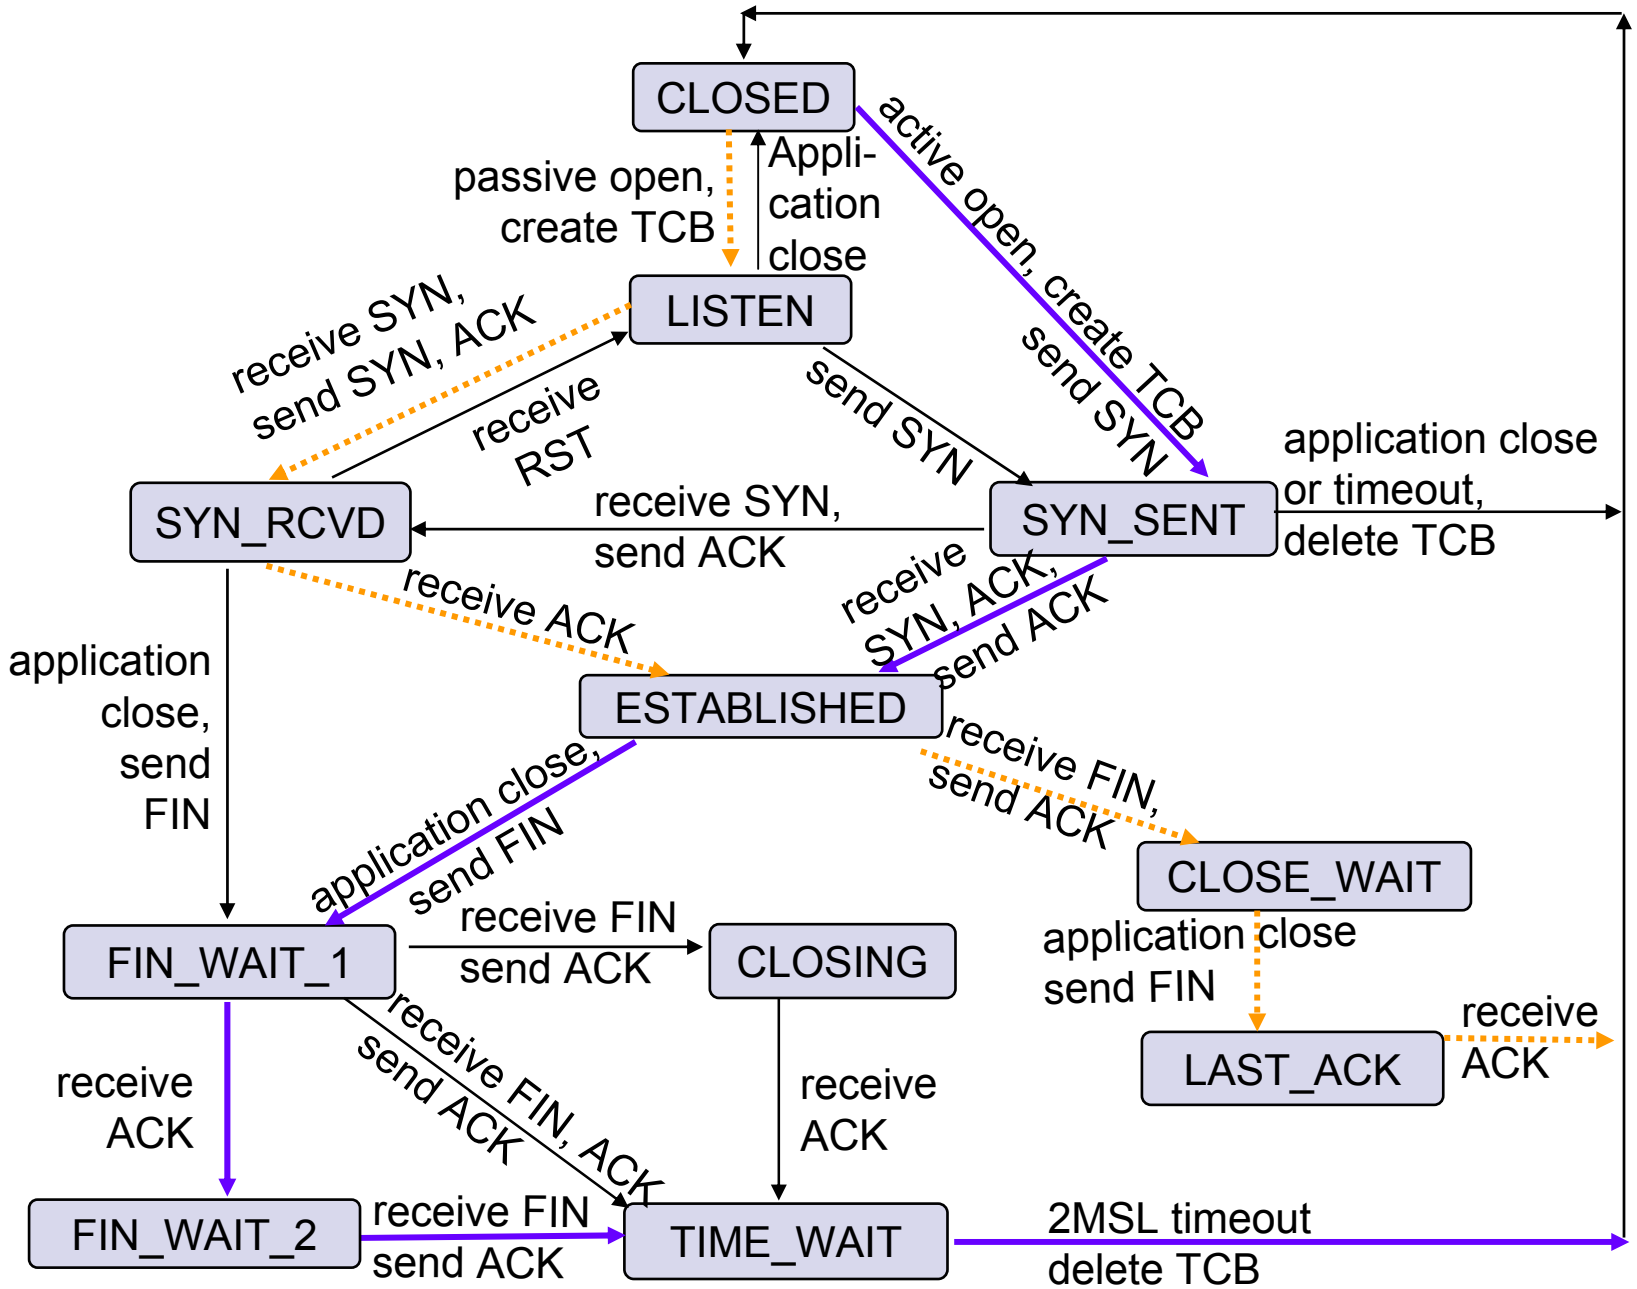 CLOSED
passive open,
create TCB
Appli-
cation
close
active open, create TCB
send SYN
LISTEN
receive SYN,
send SYN, ACK
receive
RST
send SYN
SYN_RCVD
receive SYN,
send ACK
SYN_SENT
application close
or timeout,
delete TCB
receive ACK
receive
SYN, ACK,
send ACK
application
close,
send
FIN
ESTABLISHED
application close,
send FIN
receive FIN,
send ACK
CLOSE_WAIT
FIN_WAIT_1
receive FIN
send ACK
CLOSING
application close
send FIN
receive
ACK
receive FIN, ACK
send ACK
receive
ACK
LAST_ACK
receive
ACK
FIN_WAIT_2
receive FIN
send ACK
TIME_WAIT
2MSL timeout
delete TCB